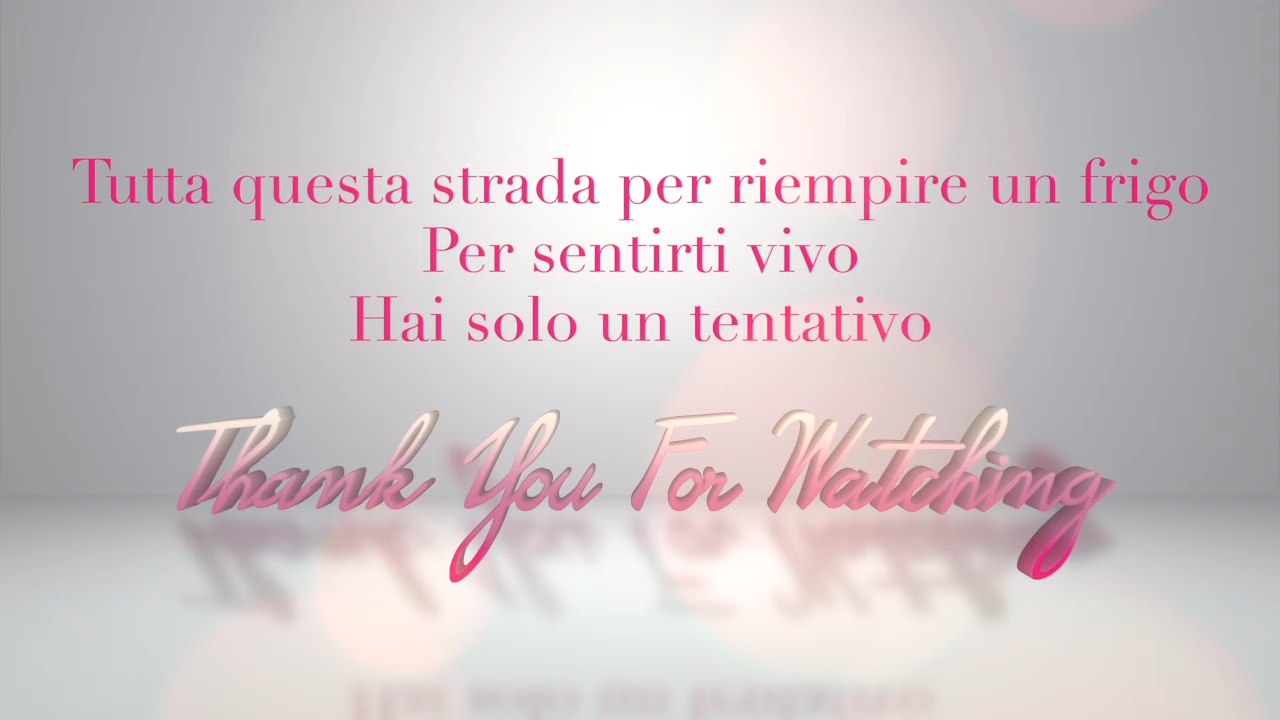 Tutta questa strada per riempire un frigo
Per sentirti vivo
Hai solo un tentativo
Thank You For Watching